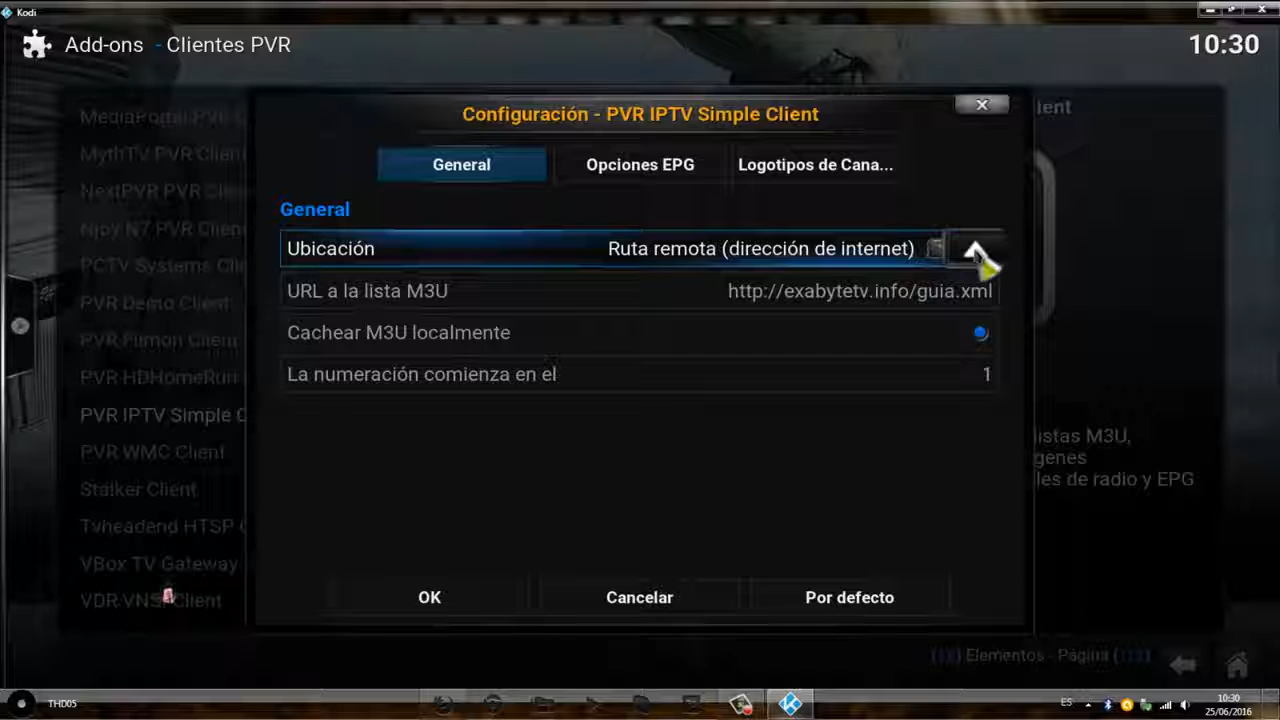 Kodi
Add-ons - Clientes PVR
10:30
MediaPortal PVR C
MythTV PVR Client
NextPVR PVR Clie
Njoy N7 PVR Client
PCTV Systems Cli
PVR Demo Client
PVR Filmon Client
PVR HDHomeRun
PVR IPTV Simple C
PVR WMC Client
Stalker Client
Tvheadend HTSP C
VBox TV Gateway
VDR VNSI Client
Configuración - PVR IPTV Simple Client
General
Opciones EPG
Logotipos de Cana...
General
Ubicación
Ruta remota (dirección de internet)
URL a la lista M3U
http://exabytetv.info/guia.xml
Cachear M3U localmente
La numeración comienza en el
1
OK
Cancelar
Por defecto
ient
istas M3U,
genes
les de radio y EPG
Elementos - Página
THD05
ES
10:30
25/06/2016